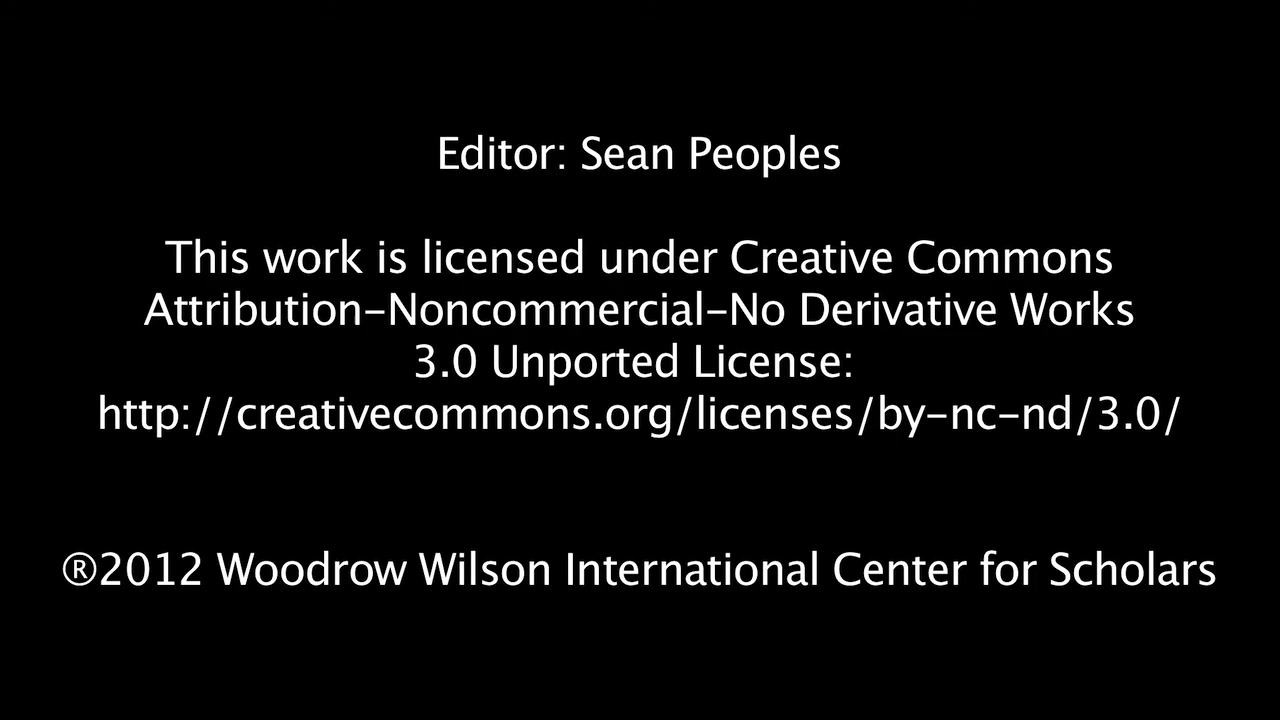 Editor: Sean Peoples
This work is licensed under Creative Commons
Attribution-Noncommercial-No Derivative Works
3.0 Unported License:
http://creativecommons.org/licenses/by-nc-nd/3.0/
®2012 Woodrow Wilson International Center for Scholars